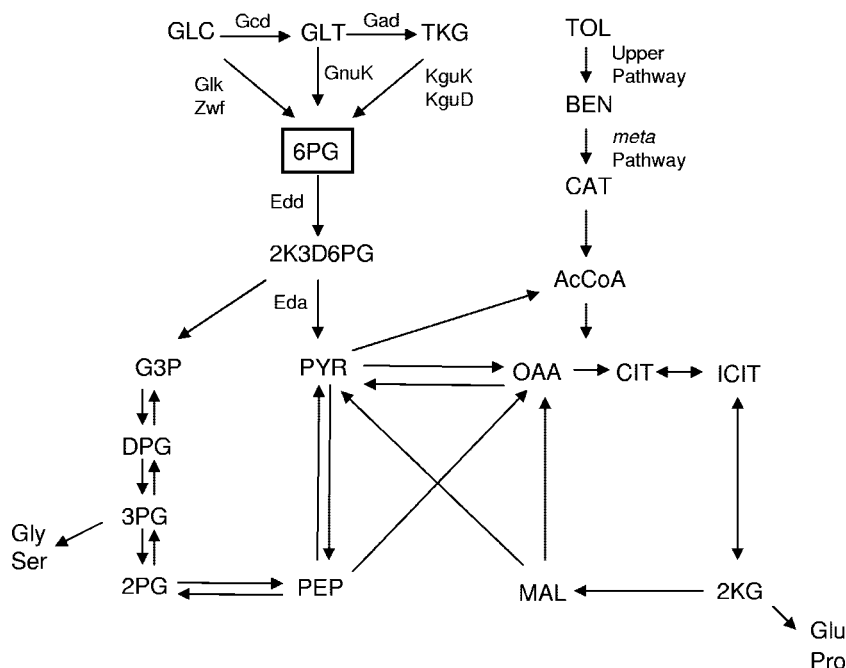 GLC Gcd GLT Gad TKG TOL
Glk
Zwf
GnuK
KguK
KguD
Upper
Pathway
BEN
6PG
meta
Pathway
CAT
Edd
2K3D6PG
AcCoA
Eda
G3P PYR OAA CIT ICIT
DPG
3PG
Gly
Ser
2PG PEP MAL 2KG
Glu
Pro